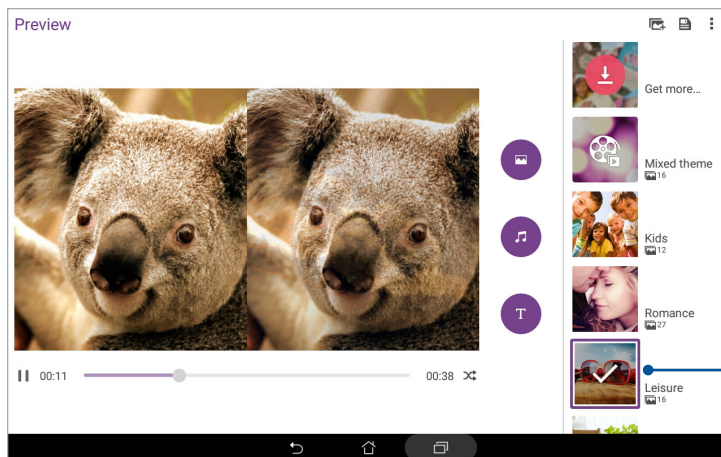 Preview
Get more...
Mixed theme
16
Kids
12
Romance
27
T
00:11
00:38
Leisure
16